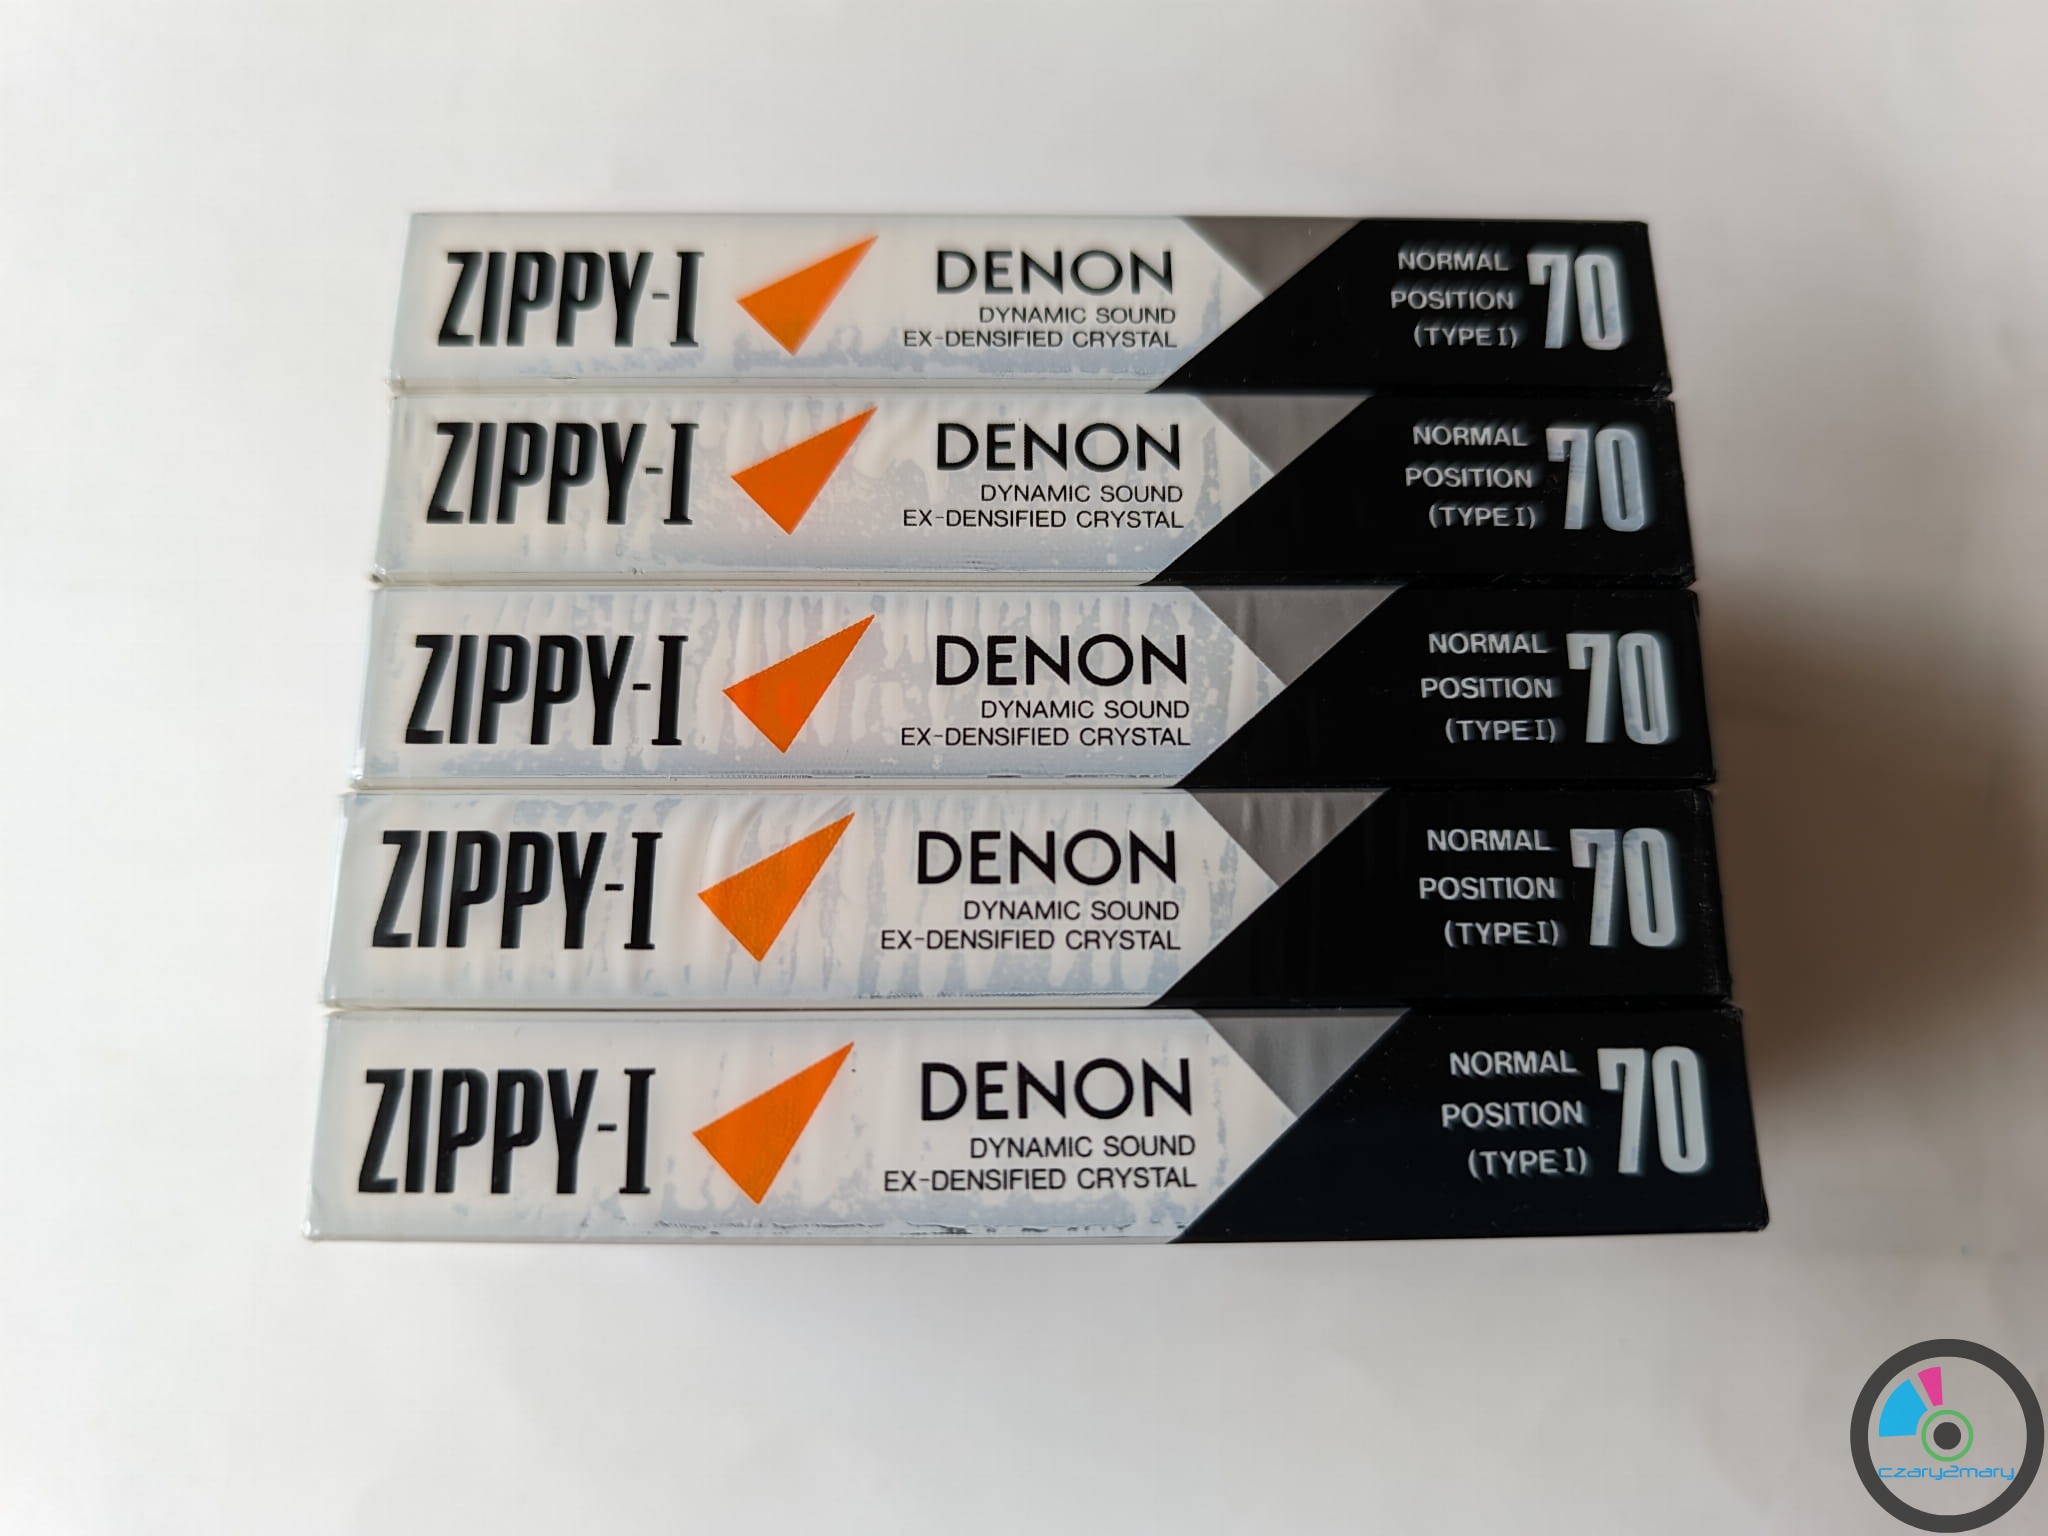 ZIPPY-I DENON NORMAL 70
DYNAMIC SOUND POSITION
EX-DENSIFIED CRYSTAL (TYPE I)
ZIPPY-I DENON NORMAL 70
DYNAMIC SOUND POSITION
EX-DENSIFIED CRYSTAL (TYPE I)
ZIPPY-I DENON NORMAL 70
DYNAMIC SOUND POSITION
EX-DENSIFIED CRYSTAL (TYPE I)
ZIPPY-I DENON NORMAL 70
DYNAMIC SOUND POSITION
EX-DENSIFIED CRYSTAL (TYPE I)
ZIPPY-I DENON NORMAL 70
DYNAMIC SOUND POSITION
EX-DENSIFIED CRYSTAL (TYPE I)
czary2mary